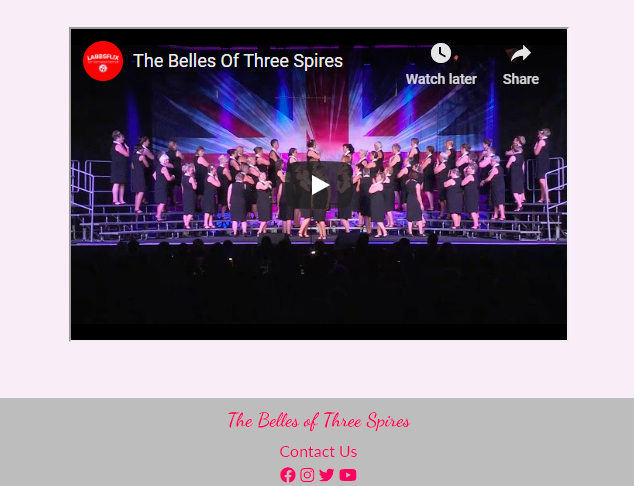 LABBSFLIX
The Belles Of Three Spires
Watch later
Share
The Belles of Three Spires
Contact Us